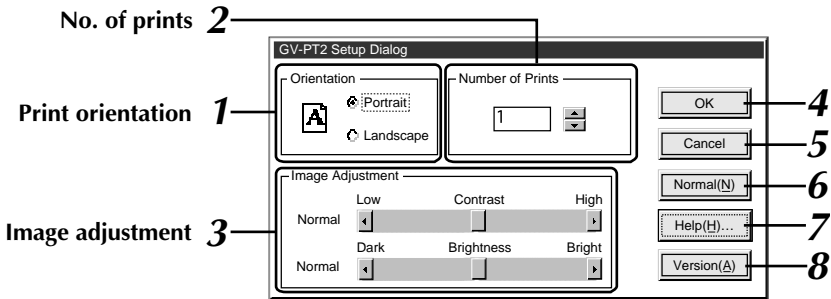 No. of prints 2
GV-PT2 Setup Dialog
Orientation
Number of Prints
Print orientation 1
A
Portrait
Landscape
1
OK 4
Cancel 5
Image adjustment 3
Image Adjustment
Low Contrast High
Normal
Dark Brightness Bright
Normal
Normal(N) 6
Help(H)... 7
Version(A) 8